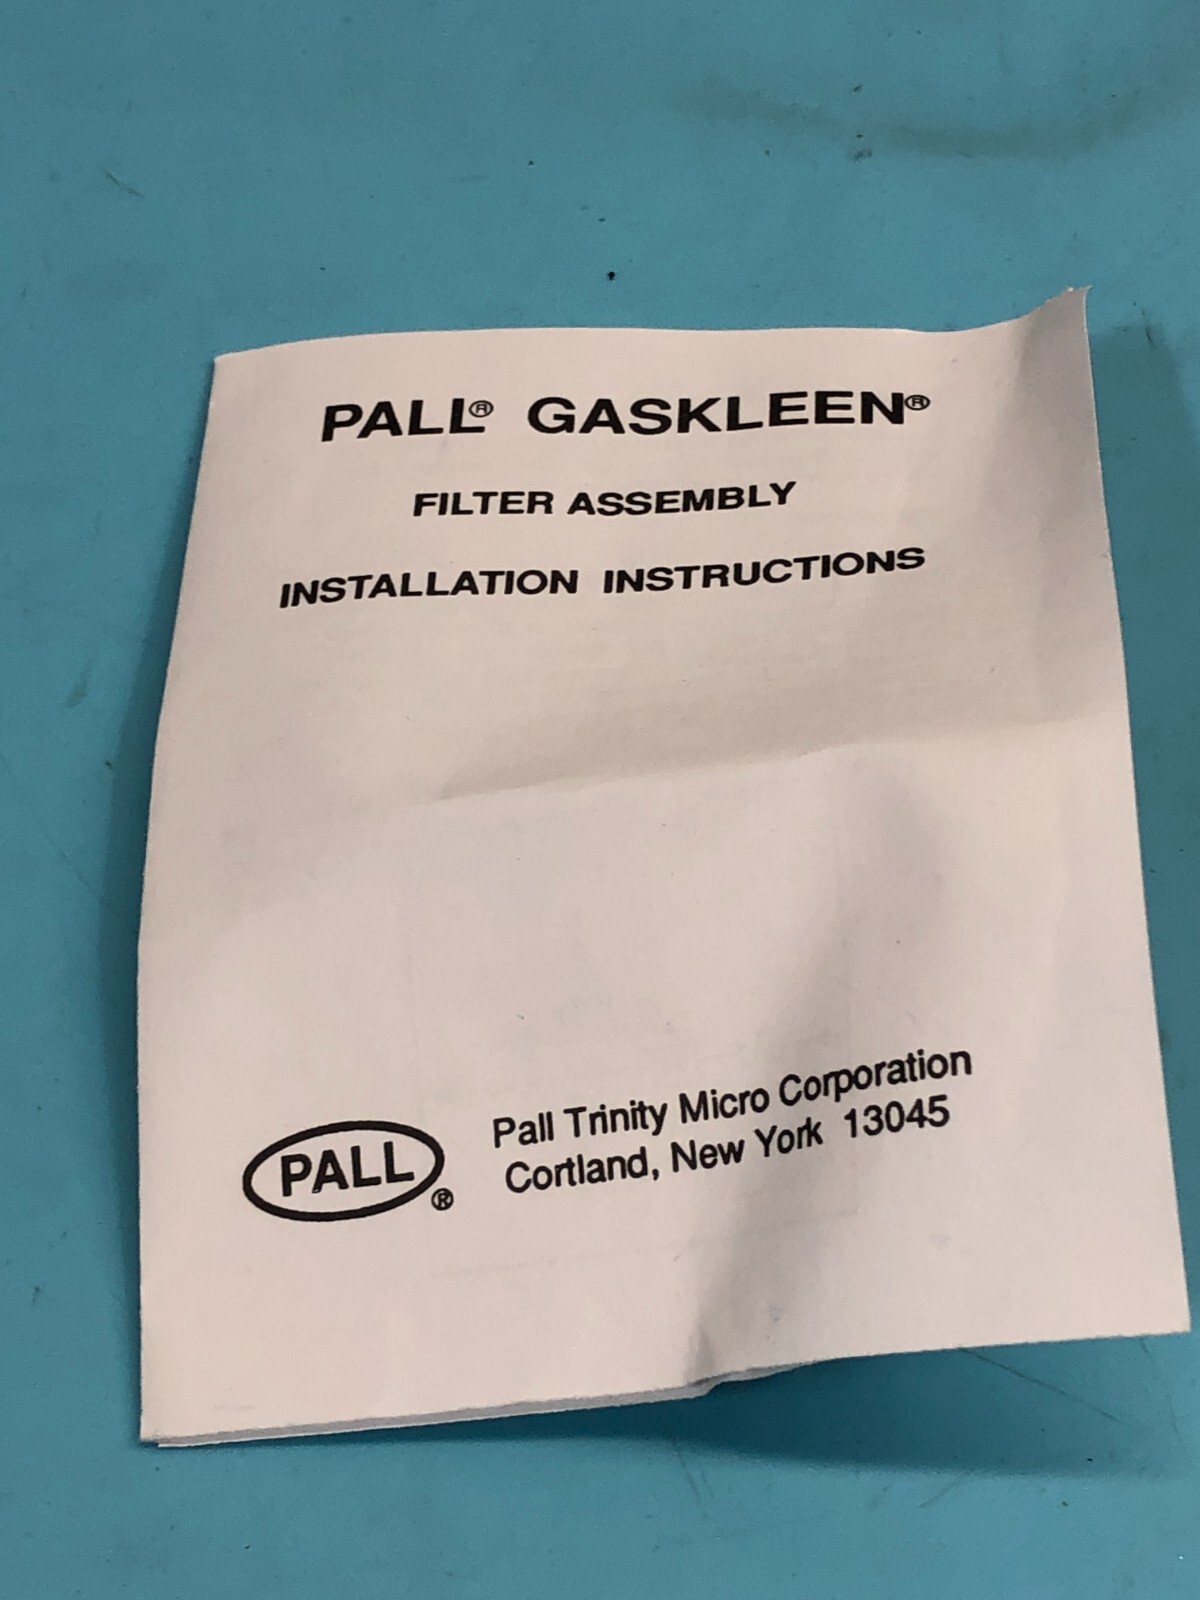 PALL® GASKLEEN®
FILTER ASSEMBLY
INSTALLATION INSTRUCTIONS
PALL®
Pall Trinity Micro Corporation
Cortland, New York 13045